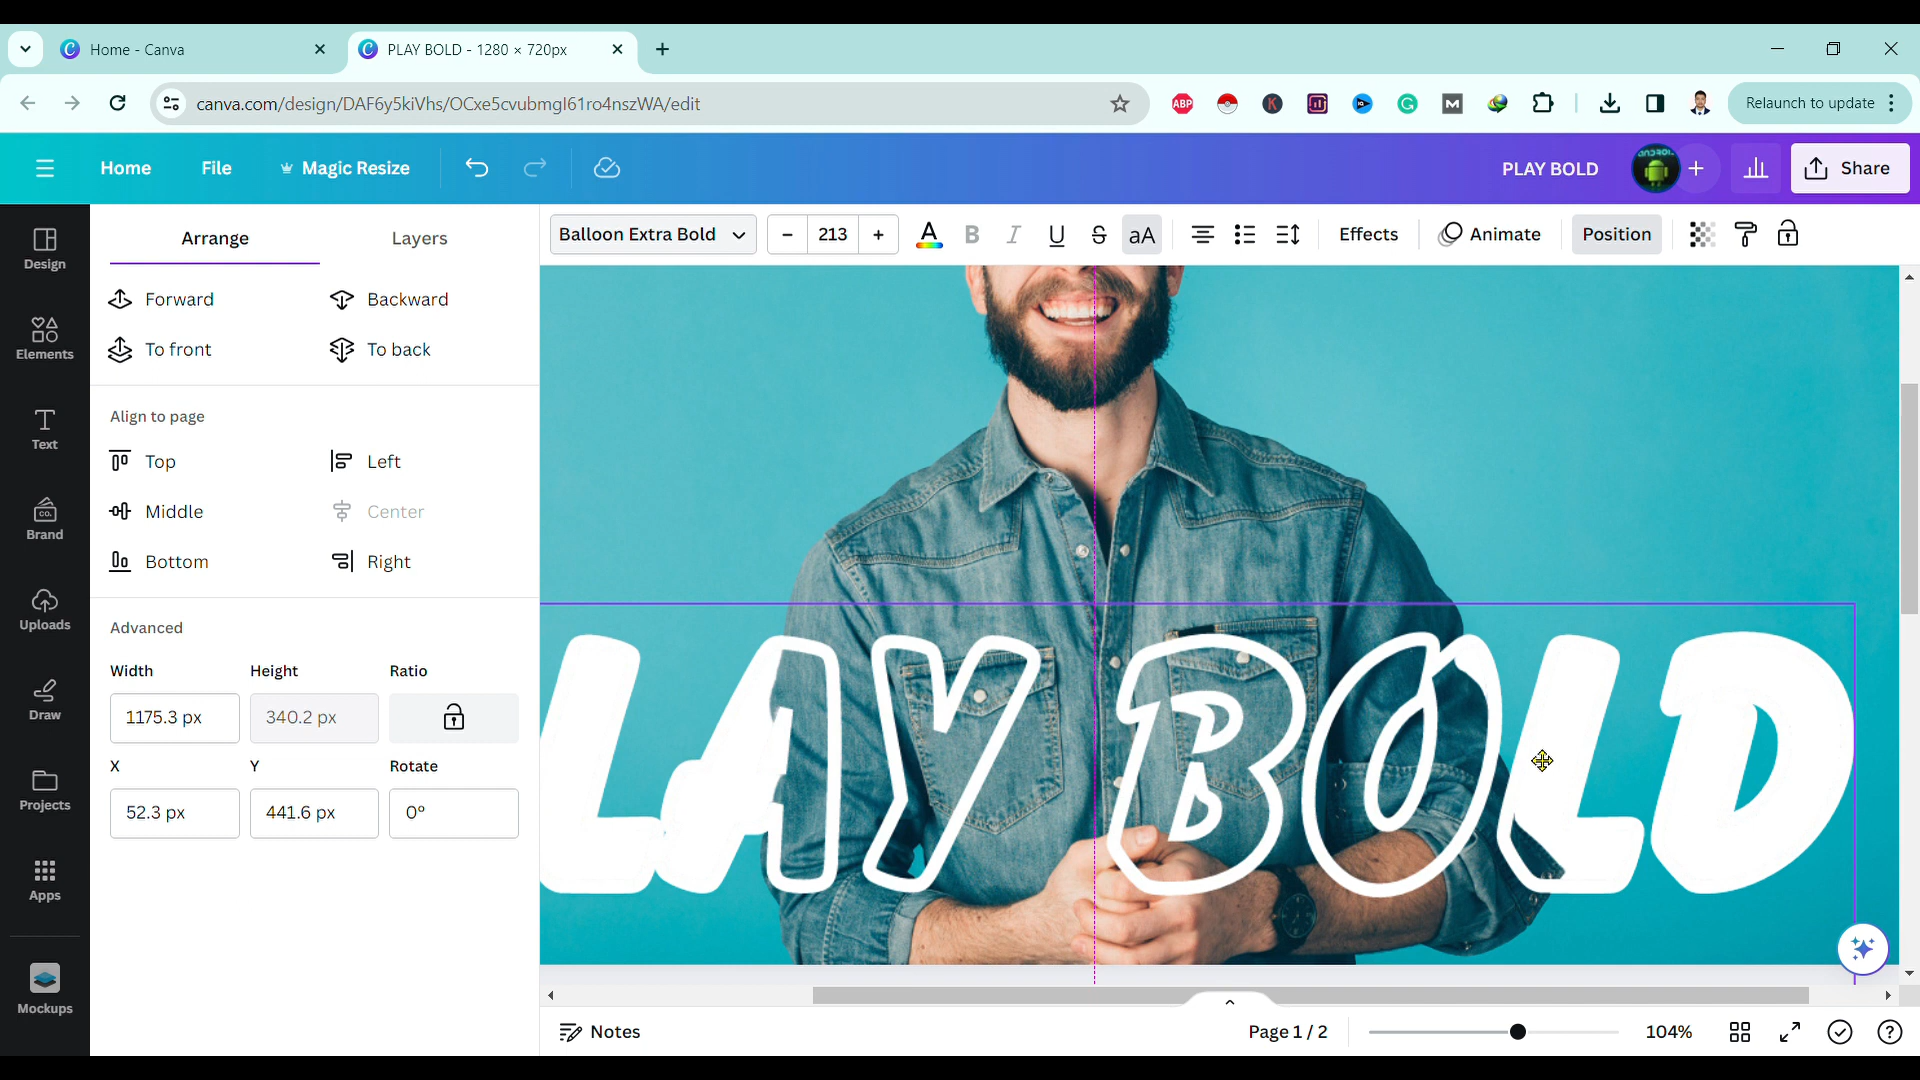 Home - Canva
PLAY BOLD - 1280 × 720px
canva.com/design/DAF6y5kiVhs/OCxe5cvubmgI61ro4nszWA/edit
ABP
K
G
M
Relaunch to update
Home
File
Magic Resize
PLAY BOLD
Share
Design
Elements
Text
Brand
Uploads
Draw
Projects
Apps
Mockups
Arrange
Layers
Forward
Backward
To front
To back
Align to page
Top
Left
Middle
Center
Bottom
Right
Advanced
Width
Height
Ratio
1175.3 px
340.2 px
X
Y
Rotate
52.3 px
441.6 px
0°
Balloon Extra Bold
- 213 +
A
B
I
U
S
aA
Effects
Animate
Position
LAY BOLD
Notes
Page 1 / 2
104%